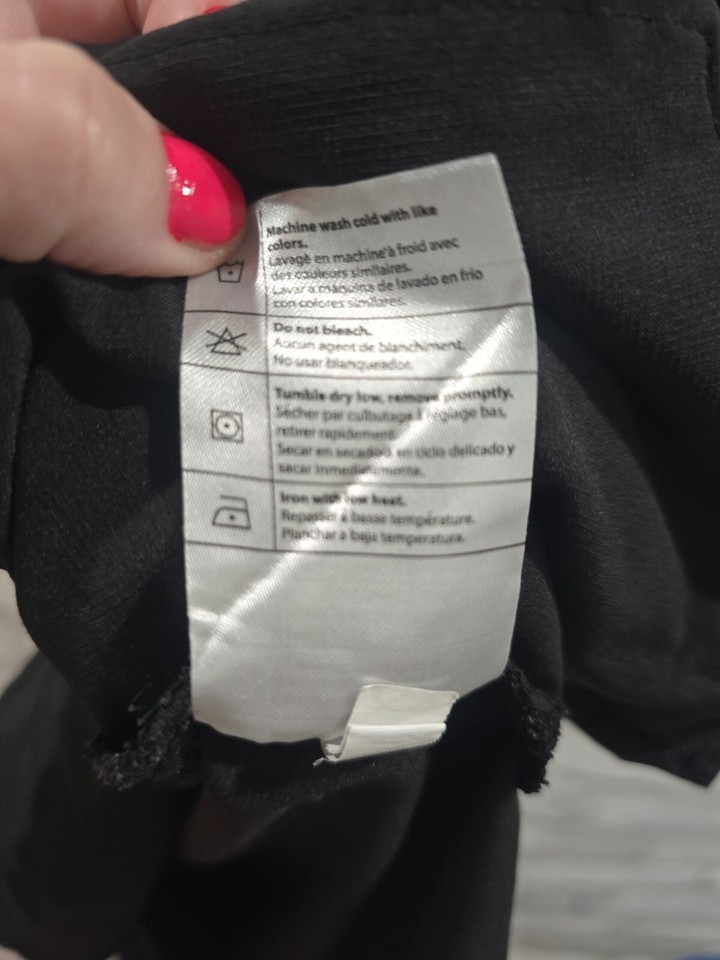 Machine wash cold with like
colors.
Lavage en machine à froid avec
des couleurs similaires.
Lavar a máquina de lavado en frio
con colores similares.
Do not bleach.
Aucun agent de blanchiment.
No usar blanqueador.
Tumble dry low, remove promptly.
Sécher par culbutage à réglage bas,
retirer rapidement.
Secar en secadora en ciclo delicado y
sacar inmediatamente.
Iron with low heat.
Repasser à basse température.
Planchar a baja temperatura.